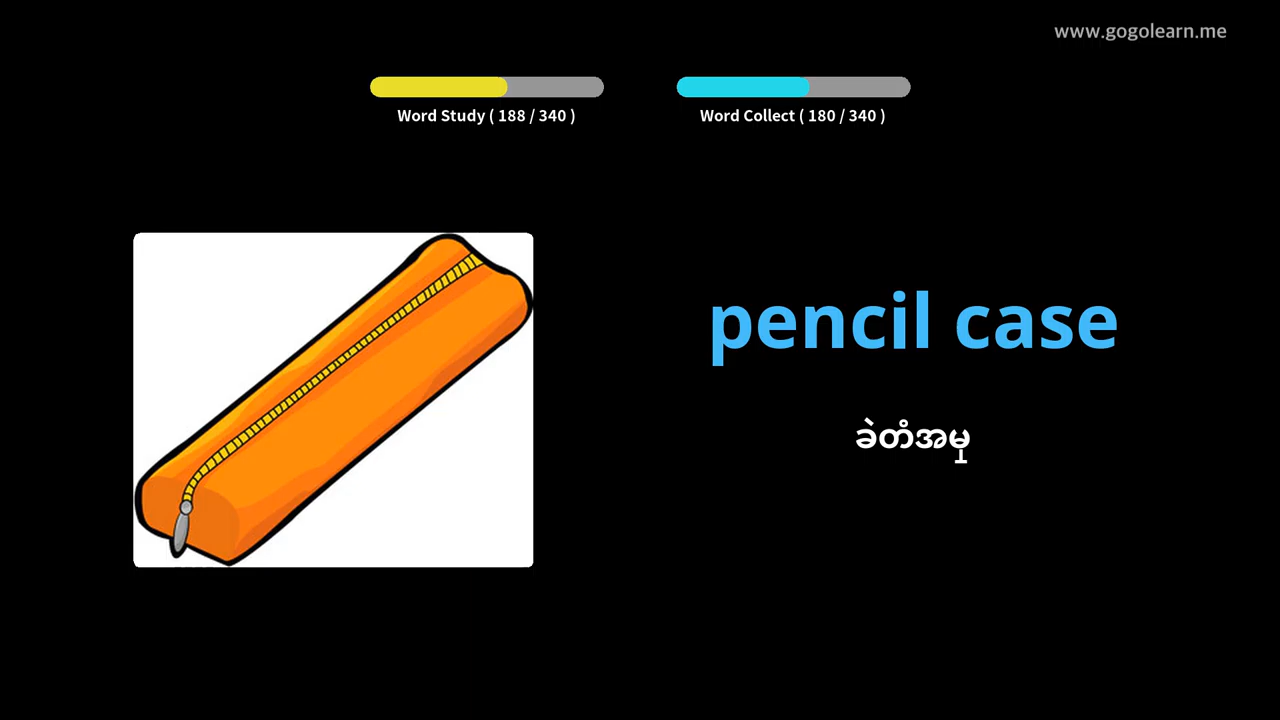 www.gogolearn.me
Word Study ( 188 / 340 )
Word Collect ( 180 / 340 )
pencil case
ခဲတံအမှု